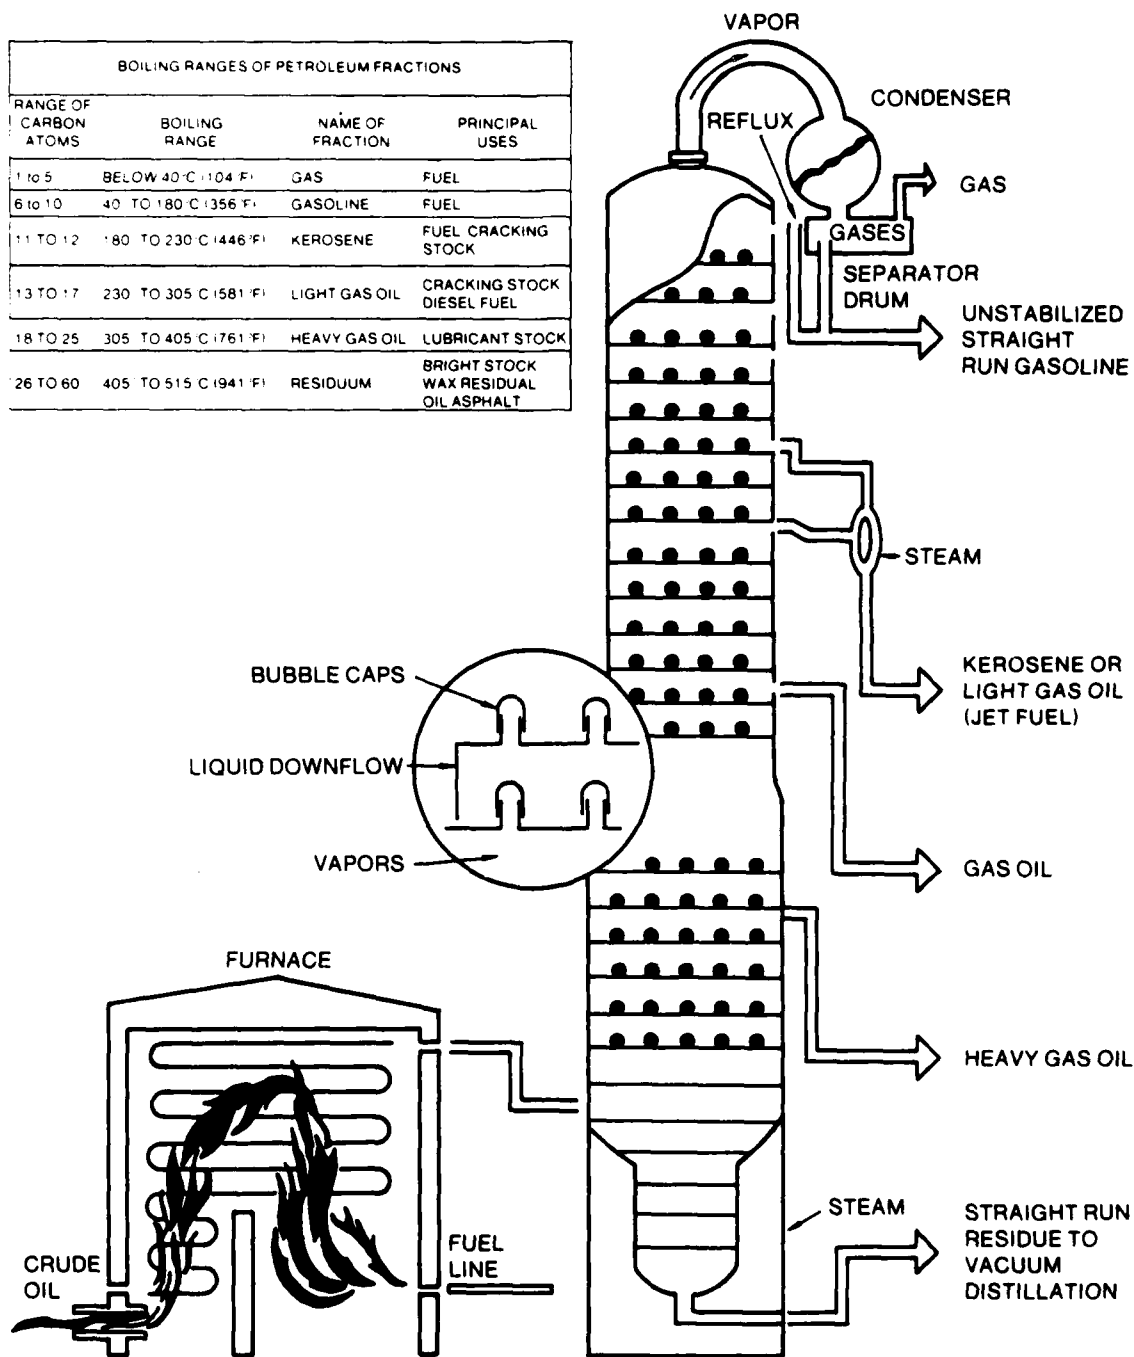 VAPOR
BOILING RANGES OF PETROLEUM FRACTIONS
RANGE OF CARBON ATOMS BOILING RANGE NAME OF FRACTION PRINCIPAL USES
1 to 5 BELOW 40°C (104°F) GAS FUEL
6 to 10 40 TO 180°C (356°F) GASOLINE FUEL
11 TO 12 180 TO 230°C (446°F) KEROSENE FUEL CRACKING STOCK
13 TO 17 230 TO 305°C (581°F) LIGHT GAS OIL CRACKING STOCK DIESEL FUEL
18 TO 25 305 TO 405°C (761°F) HEAVY GAS OIL LUBRICANT STOCK
26 TO 60 405 TO 515°C (941°F) RESIDUUM BRIGHT STOCK WAX RESIDUAL OIL ASPHALT
CONDENSER
REFLUX
GAS
GASES
SEPARATOR
DRUM
UNSTABILIZED
STRAIGHT
RUN GASOLINE
STEAM
KEROSENE OR
LIGHT GAS OIL
(JET FUEL)
BUBBLE CAPS
LIQUID DOWNFLOW
VAPORS
GAS OIL
FURNACE
HEAVY GAS OIL
STEAM
STRAIGHT RUN
RESIDUE TO
VACUUM
DISTILLATION
CRUDE
OIL
FUEL
LINE